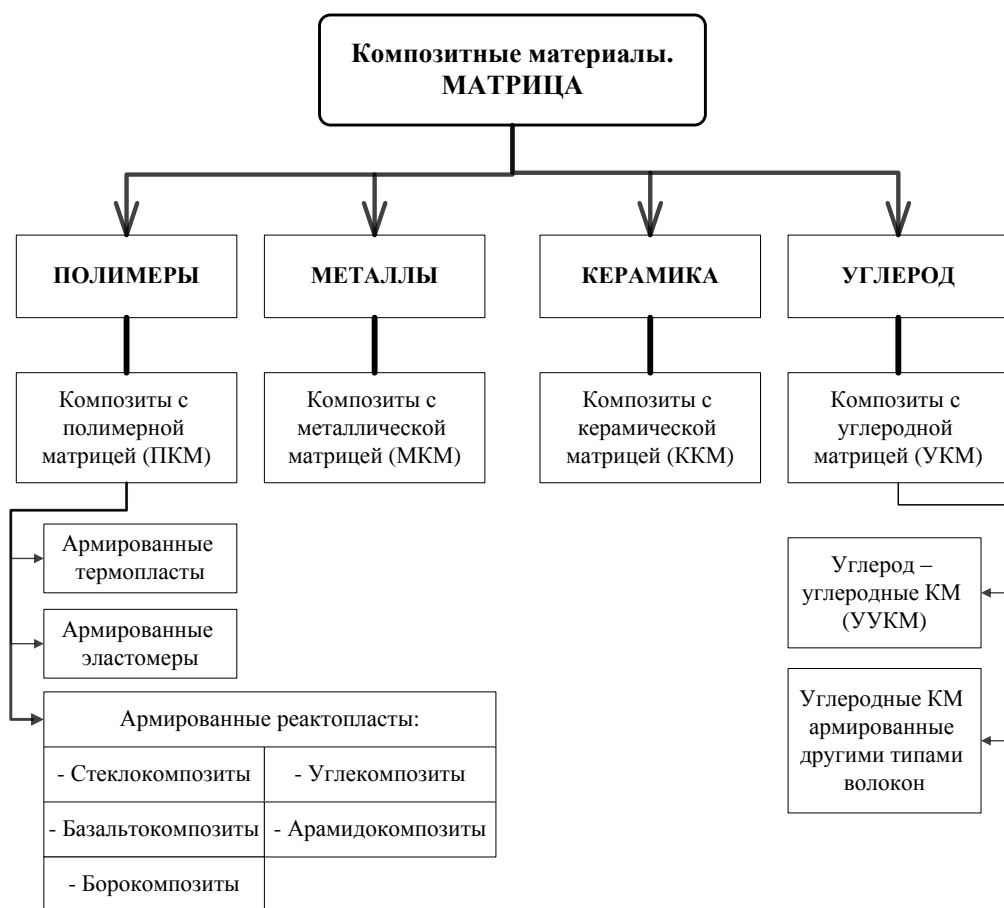 Композитные материалы.
МАТРИЦА
ПОЛИМЕРЫ
МЕТАЛЛЫ
КЕРАМИКА
УГЛЕРОД
Композиты с
полимерной
матрицей (ПКМ)
Композиты с
металлической
матрицей (МКМ)
Композиты с
керамической
матрицей (ККМ)
Композиты с
углеродной
матрицей (УКМ)
Армированные
термопласты
Армированные
эластомеры
Армированные реактопласты:
- Стеклокомпозиты
- Углекомпозиты
- Базальтокомпозиты
- Арамидокомпозиты
- Борокомпозиты
Углерод –
углеродные КМ
(УУКМ)
Углеродные КМ
армированные
другими типами
волокон